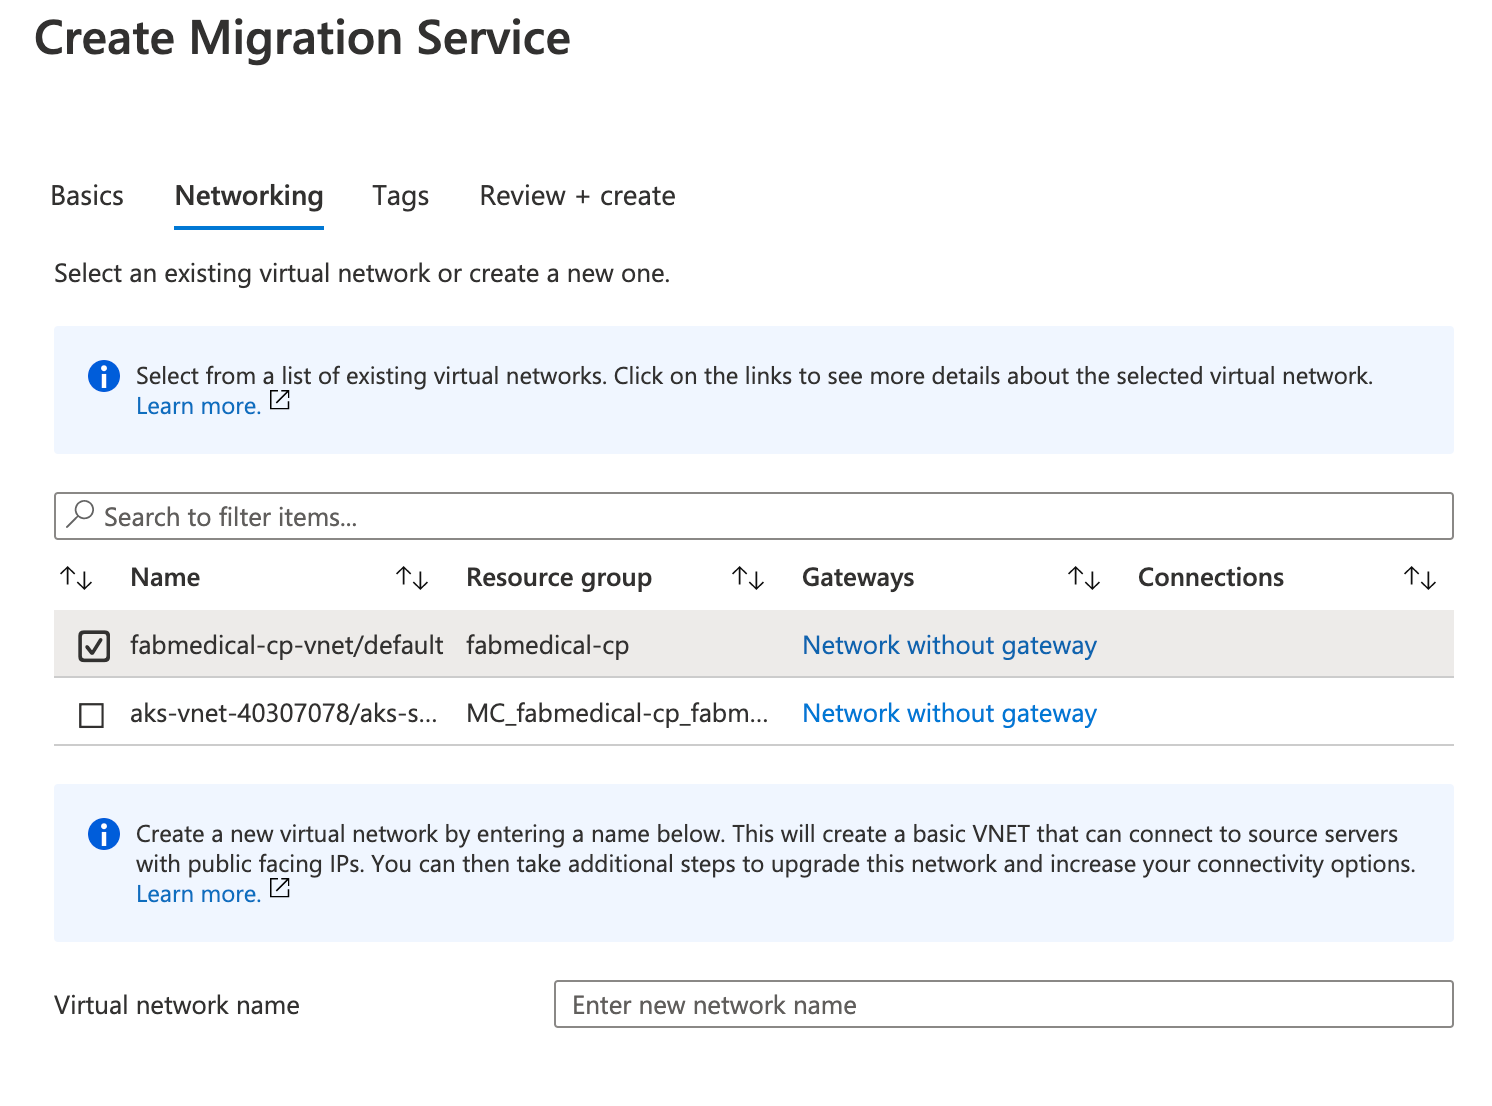 Create Migration Service
Basics Networking Tags Review + create
Select an existing virtual network or create a new one.
Select from a list of existing virtual networks. Click on the links to see more details about the selected virtual network.
Learn more.
Search to filter items...
Name Resource group Gateways Connections
fabmedical-cp-vnet/default fabmedical-cp Network without gateway
aks-vnet-40307078/aks-s... MC_fabmedical-cp_fabm... Network without gateway
Create a new virtual network by entering a name below. This will create a basic VNET that can connect to source servers
with public facing IPs. You can then take additional steps to upgrade this network and increase your connectivity options.
Learn more.
Virtual network name Enter new network name